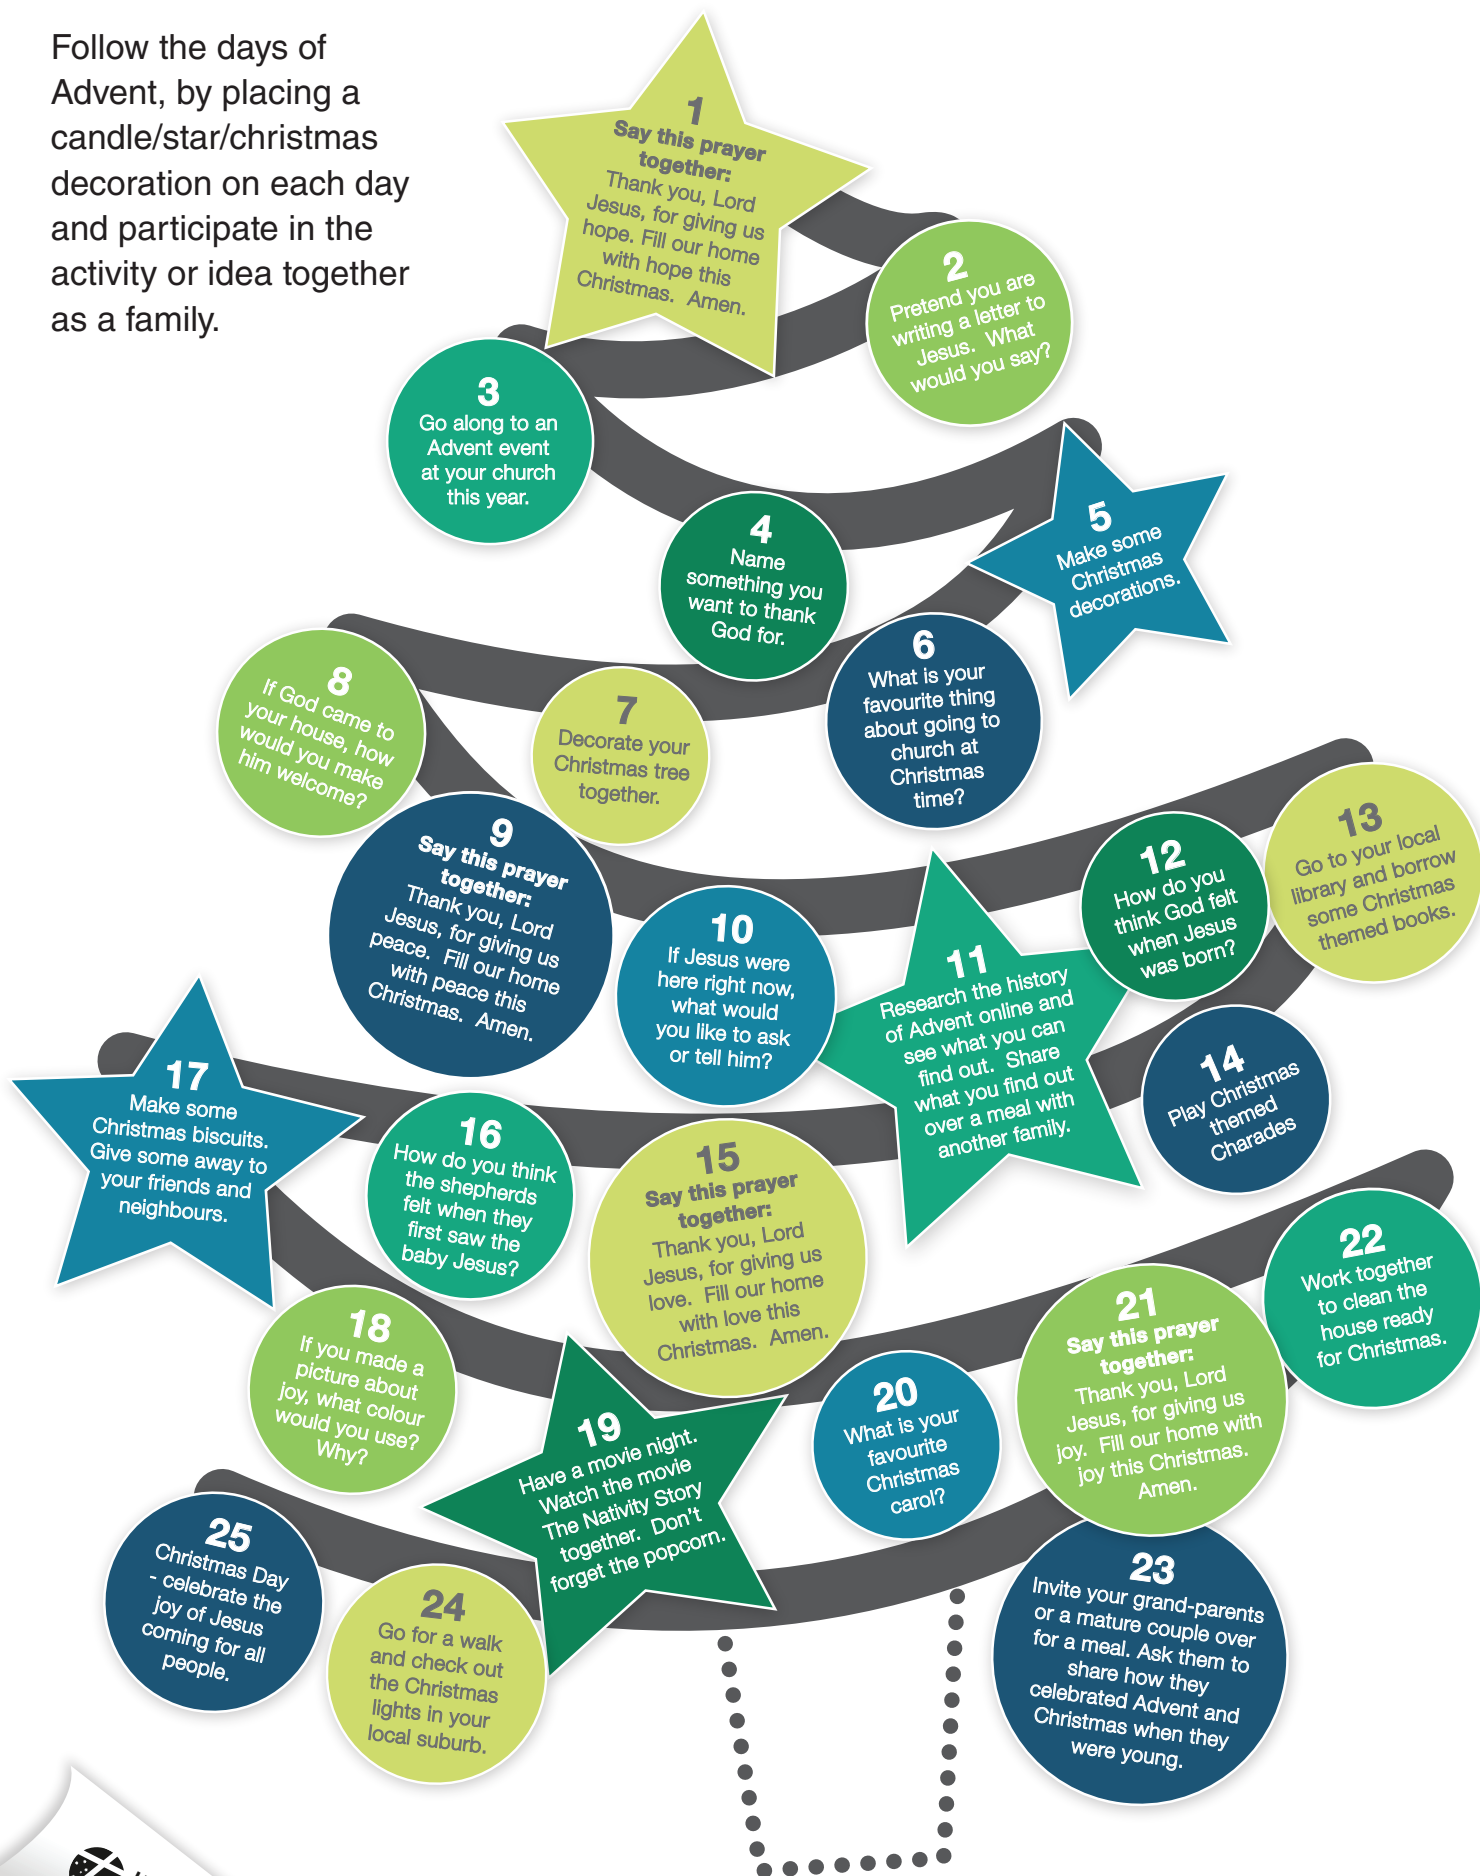 Follow the days of
Advent, by placing a
candle/star/christmas
decoration on each day
and participate in the
activity or idea together
as a family.
1
Say this prayer
together:
Thank you, Lord
Jesus, for giving us
hope. Fill our home
with hope this
Christmas. Amen.
2
Pretend you are
writing a letter to
Jesus. What
would you say?
3
Go along to an
Advent event
at your church
this year.
4
Name
something you
want to thank
God for.
5
Make some
Christmas
decorations.
6
What is your
favourite thing
about going to
church at
Christmas
time?
7
Decorate your
Christmas tree
together.
8
If God came to
your house, how
would you make
him welcome?
9
Say this prayer
together:
Thank you, Lord
Jesus, for giving us
peace. Fill our home
with peace this
Christmas. Amen.
10
If Jesus were
here right now,
what would
you like to ask
or tell him?
11
Research the history
of Advent online and
see what you can
find out. Share
what you find out
over a meal with
another family.
12
How do you
think God felt
when Jesus
was born?
13
Go to your local
library and borrow
some Christmas
themed books.
14
Play Christmas
themed
Charades
15
Say this prayer
together:
Thank you, Lord
Jesus, for giving us
love. Fill our home
with love this
Christmas. Amen.
16
How do you think
the shepherds
felt when they
first saw the
baby Jesus?
17
Make some
Christmas biscuits.
Give some away to
your friends and
neighbours.
18
If you made a
picture about
joy, what colour
would you use?
Why?
19
Have a movie night.
Watch the movie
The Nativity Story
together. Don't
forget the popcorn.
20
What is your
favourite
Christmas
carol?
21
Say this prayer
together:
Thank you, Lord
Jesus, for giving us
joy. Fill our home with
joy this Christmas.
Amen.
22
Work together
to clean the
house ready
for Christmas.
23
Invite your grand-parents
or a mature couple over
for a meal. Ask them to
share how they
celebrated Advent and
Christmas when they
were young.
24
Go for a walk
and check out
the Christmas
lights in your
local suburb.
25
Christmas Day
- celebrate the
joy of Jesus
coming for all
people.